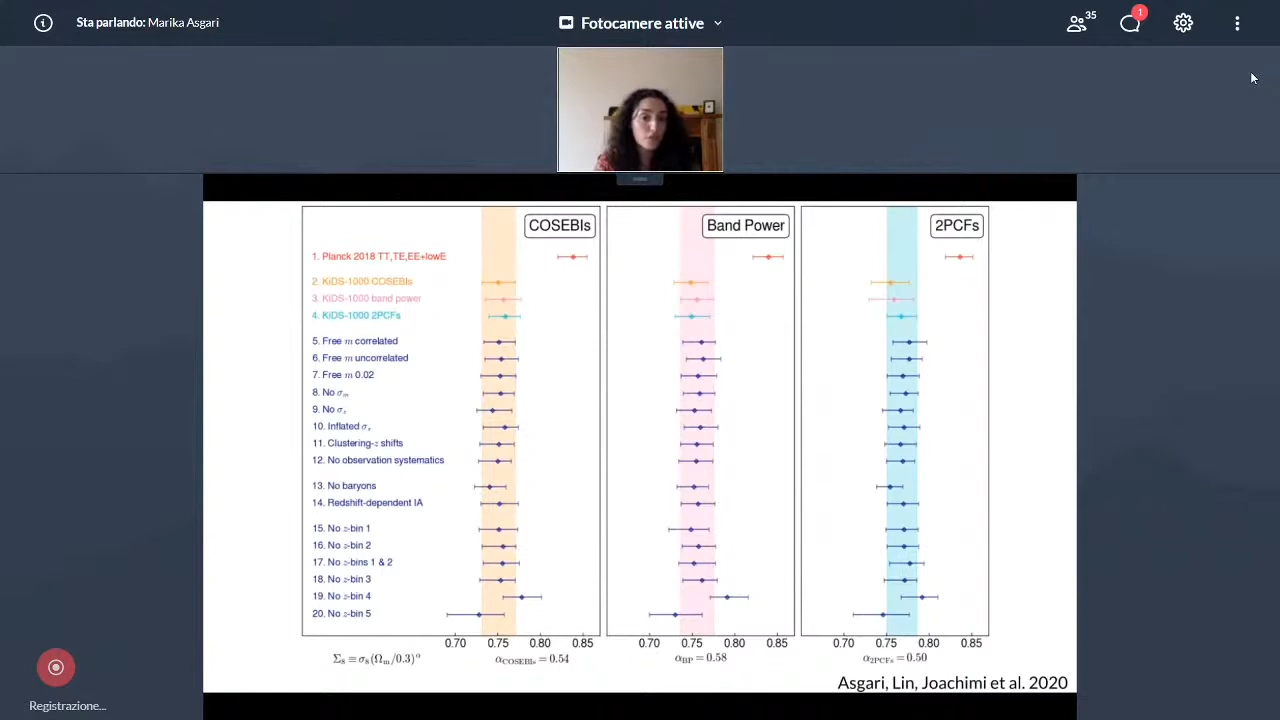 Sta parlando: Marika Asgari
Fotocamere attive
35
1
COSEBIs
Band Power
2PCFs
1. Planck 2018 TT,TE,EE+lowE
2. KiDS-1000 COSEBIs
3. KiDS-1000 band power
4. KiDS-1000 2PCFs
5. Free m correlated
6. Free m uncorrelated
7. Free m 0.02
8. No σₘ
9. No σ_z
10. Inflated σ_z
11. Clustering-z shifts
12. No observation systematics
13. No baryons
14. Redshift-dependent IA
15. No z-bin 1
16. No z-bin 2
17. No z-bins 1 & 2
18. No z-bin 3
19. No z-bin 4
20. No z-bin 5
0.70 0.75 0.80 0.85 0.70 0.75 0.80 0.85 0.70 0.75 0.80 0.85
Σ₈ ≡ σ₈(Ωₘ/0.3)^α α_COSEBIs = 0.54 α_BP = 0.58 α_2PCFs = 0.50
Asgari, Lin, Joachimi et al. 2020
Registrazione...